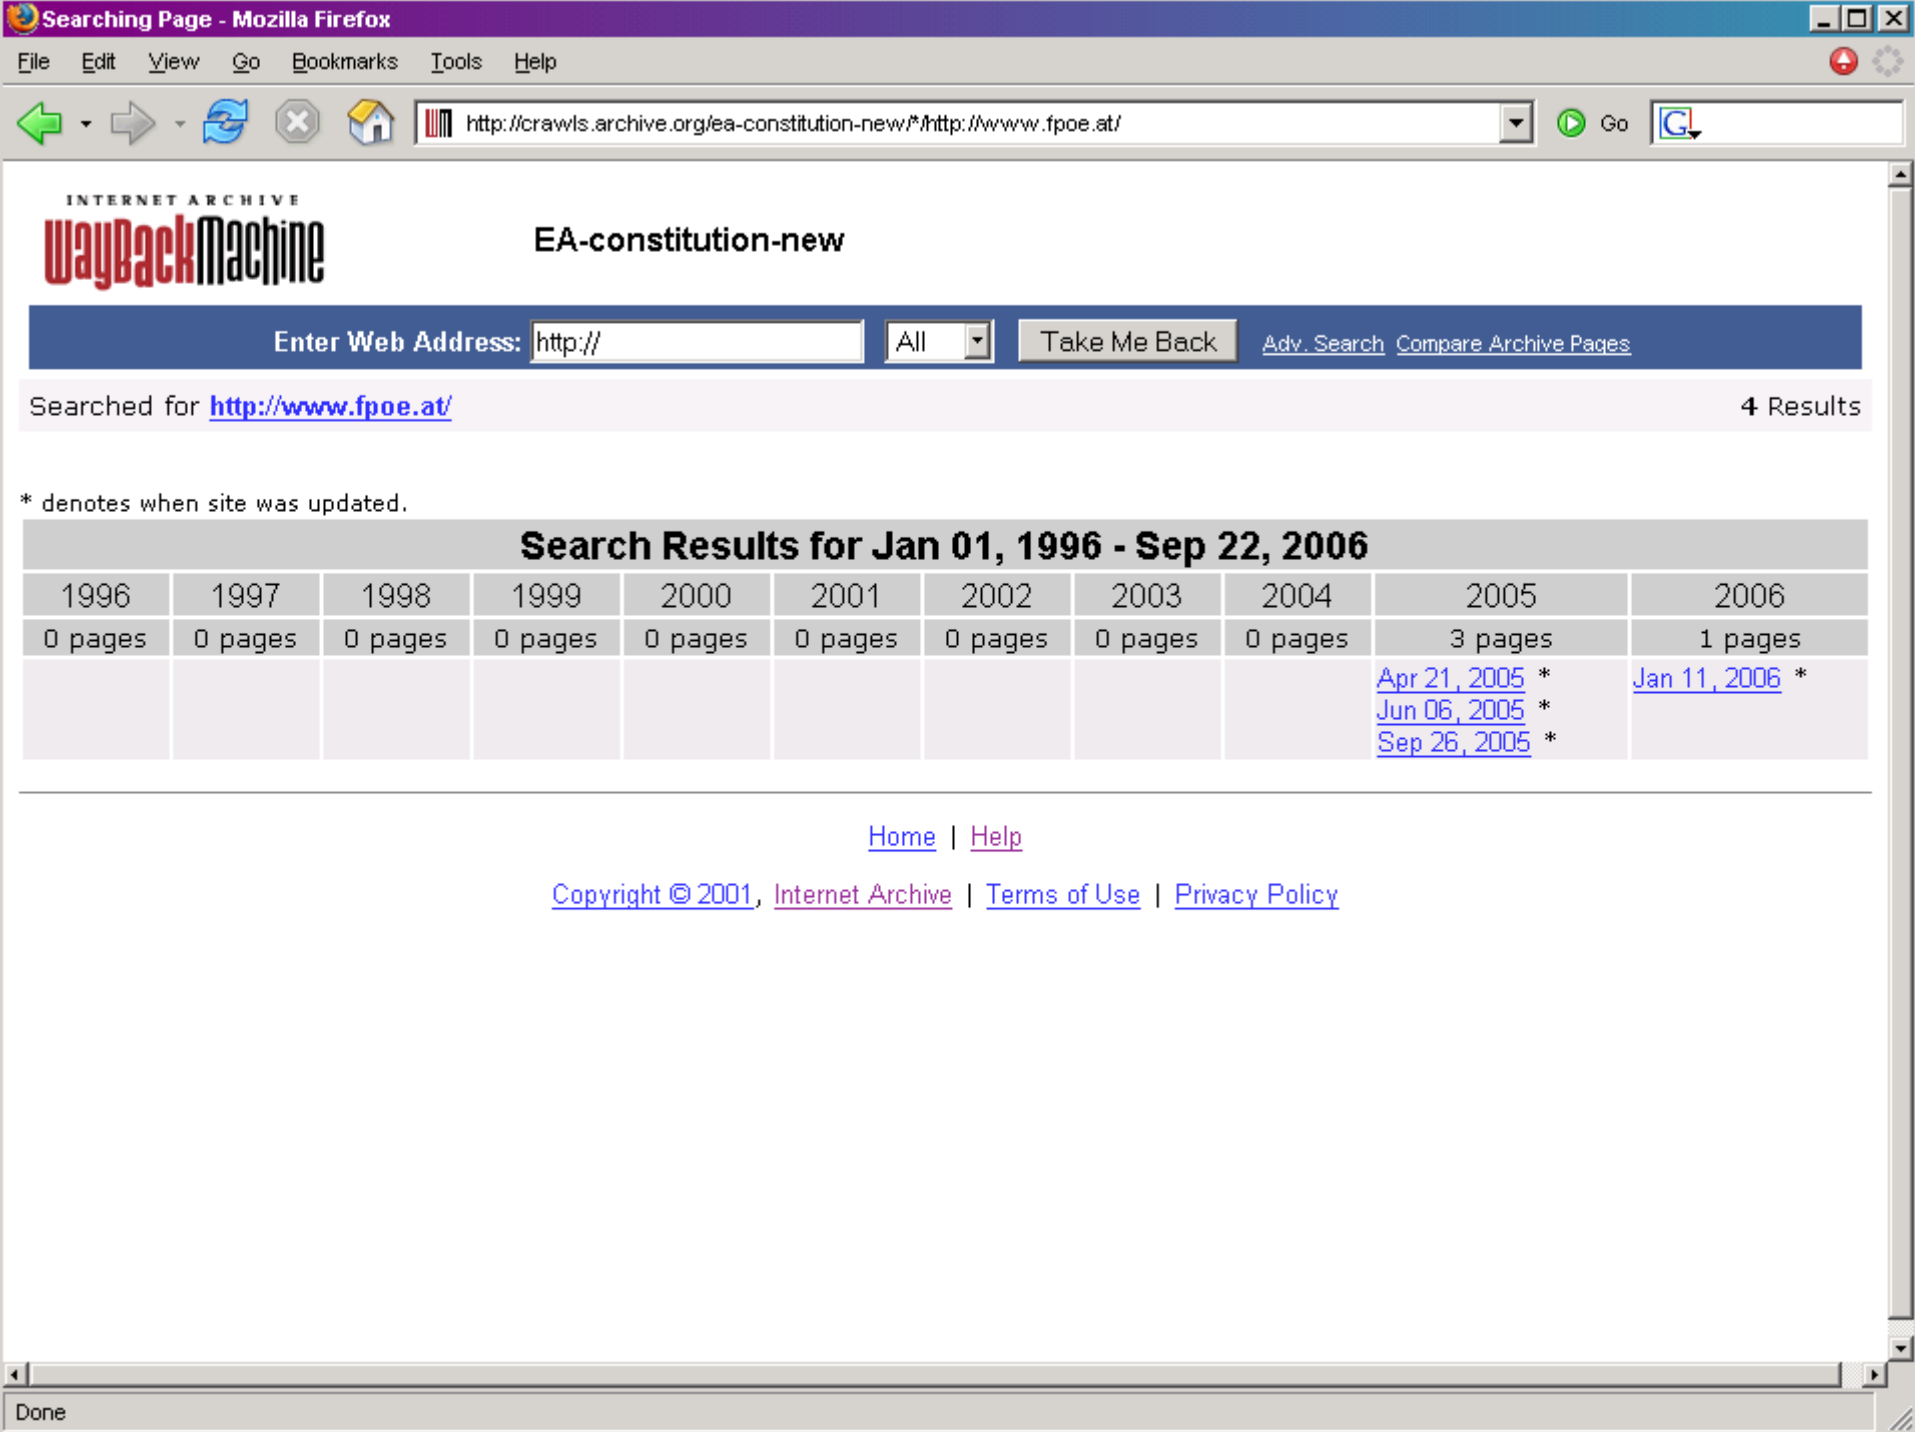 Searching Page - Mozilla Firefox
File Edit View Go Bookmarks Tools Help
http://crawls.archive.org/ea-constitution-new/*/http://www.fpoe.at/ Go G
INTERNET ARCHIVE
WayBackMachine
EA-constitution-new
Enter Web Address: http:// All Take Me Back Adv. Search Compare Archive Pages
Searched for http://www.fpoe.at/ 4 Results
* denotes when site was updated.
Search Results for Jan 01, 1996 - Sep 22, 2006
1996 1997 1998 1999 2000 2001 2002 2003 2004 2005 2006
0 pages 0 pages 0 pages 0 pages 0 pages 0 pages 0 pages 0 pages 0 pages 3 pages 1 pages
Apr 21, 2005 * Jan 11, 2006 *
Jun 06, 2005 *
Sep 26, 2005 *
Home | Help
Copyright © 2001, Internet Archive | Terms of Use | Privacy Policy
Done